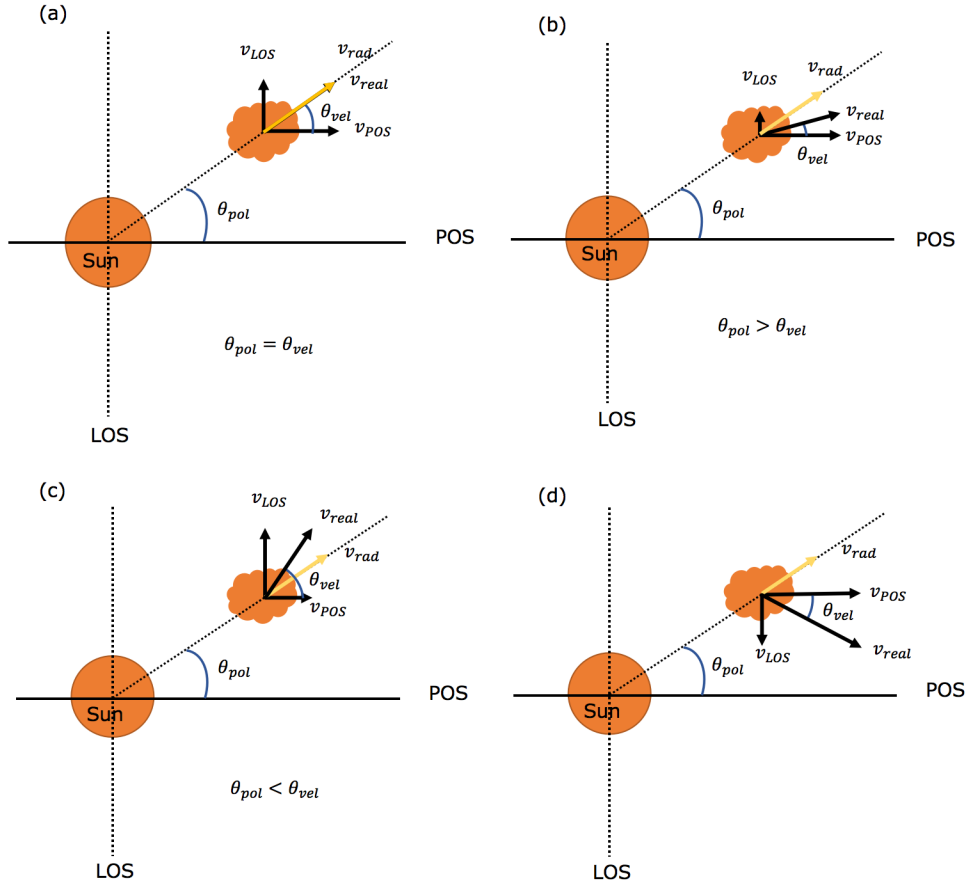 (a)
v_LOS
v_rad
v_real
θ_vel
v_POS
θ_pol
POS
Sun
θ_pol = θ_vel
LOS
(b)
v_LOS
v_rad
v_real
v_POS
θ_vel
θ_pol
POS
Sun
θ_pol > θ_vel
LOS
(c)
v_LOS
v_real
v_rad
θ_vel
v_POS
θ_pol
POS
Sun
θ_pol < θ_vel
LOS
(d)
v_rad
v_POS
θ_vel
v_LOS
v_real
θ_pol
POS
Sun
LOS